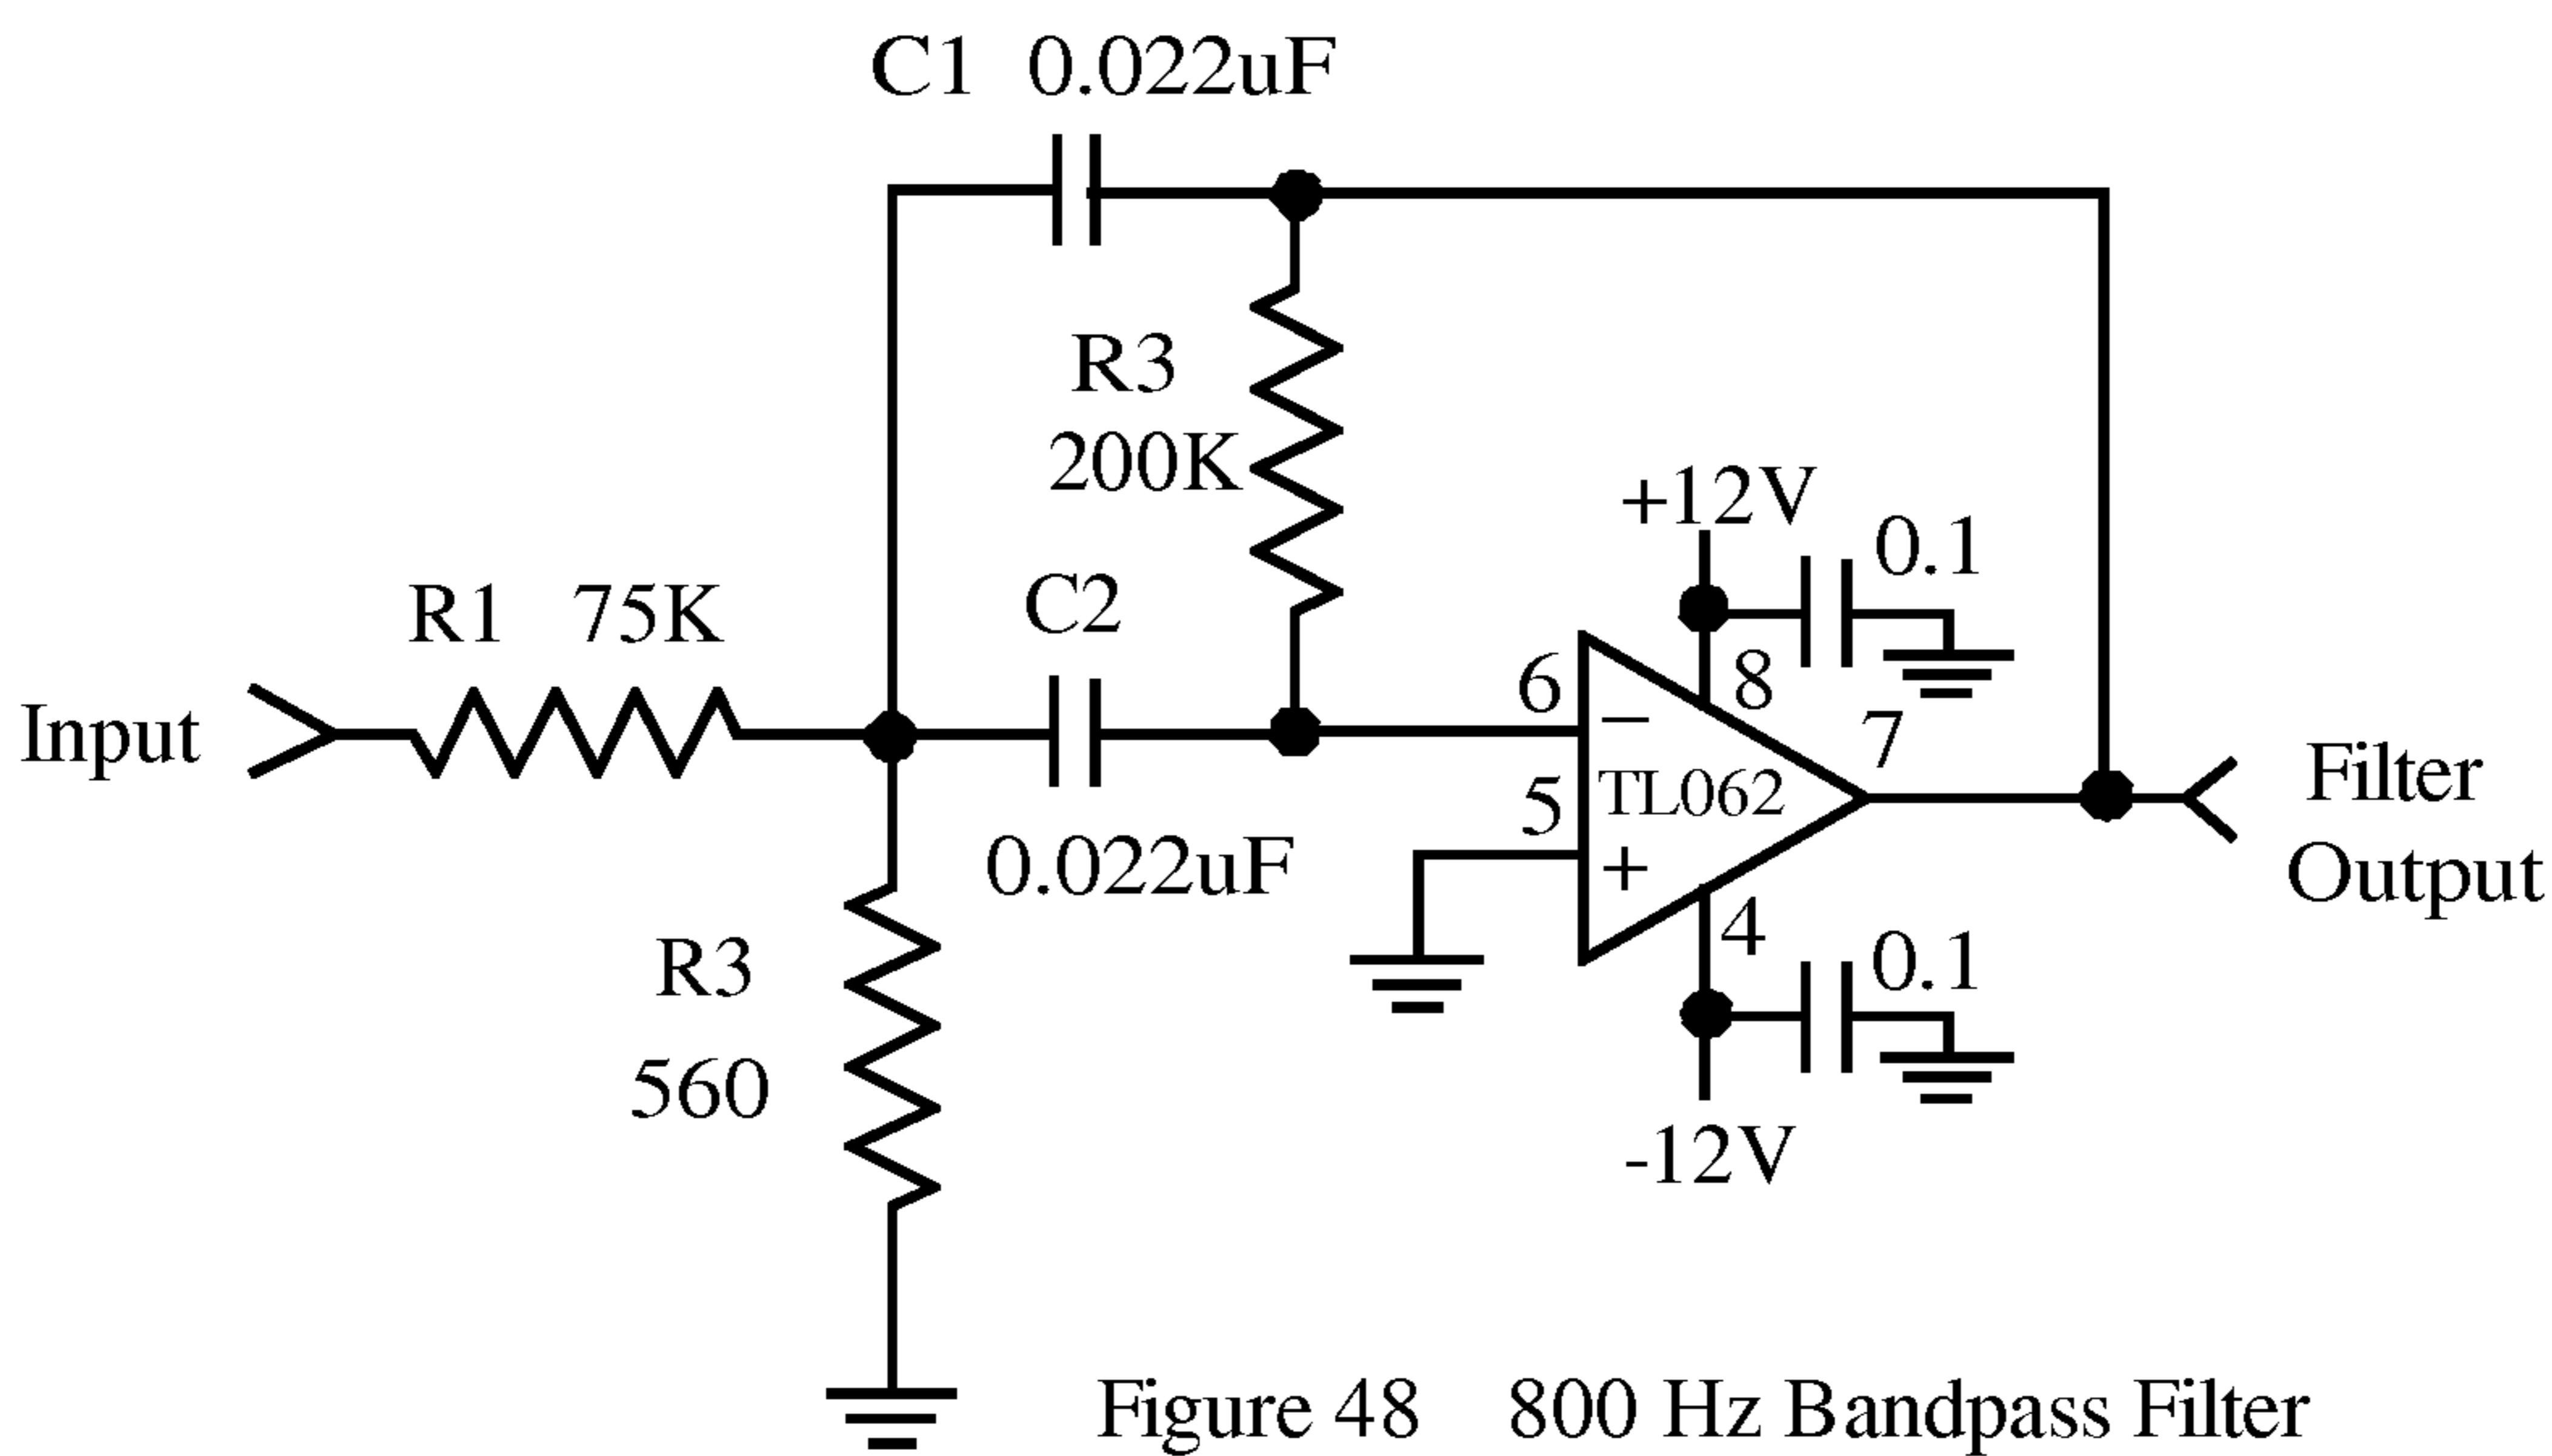 C1 0.022uF
R3
200K
+12V
0.1
R1 75K
C2
6
8
7
Input
−
TL062
5
+
Filter
Output
0.022uF
R3
560
4
0.1
-12V
Figure 48 800 Hz Bandpass Filter